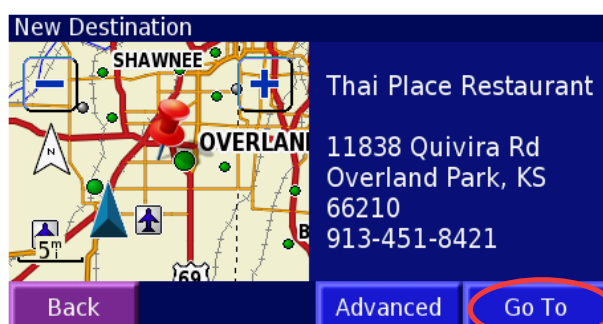 New Destination
SHAWNEE
Thai Place Restaurant
OVERLAN
11838 Quivira Rd
Overland Park, KS
66210
913-451-8421
N
5
69
Back
Advanced
Go To